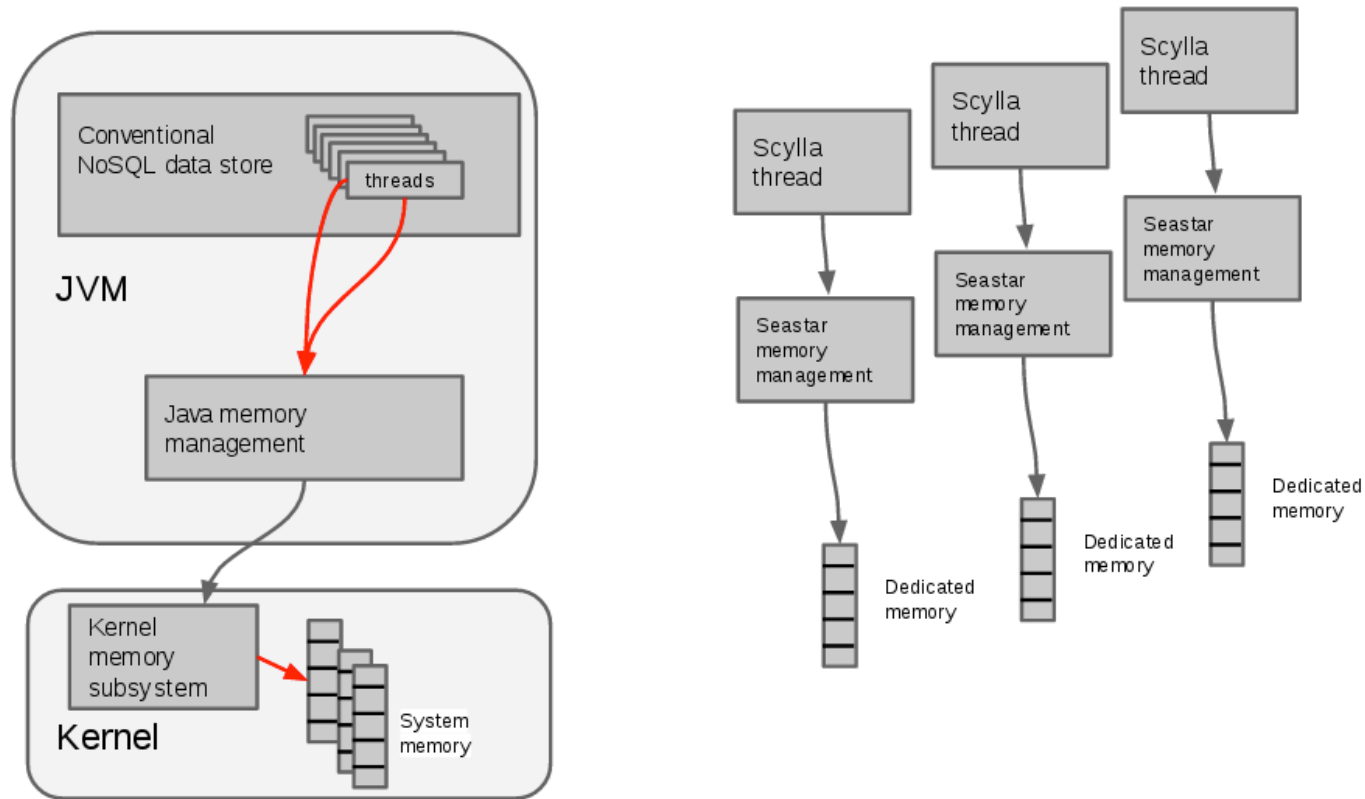 Conventional
NoSQL data store
threads
JVM
Java memory
management
Kernel
memory
subsystem
System
memory
Kernel
Scylla
thread
Seastar
memory
management
Dedicated
memory
Scylla
thread
Seastar
memory
management
Dedicated
memory
Scylla
thread
Seastar
memory
management
Dedicated
memory